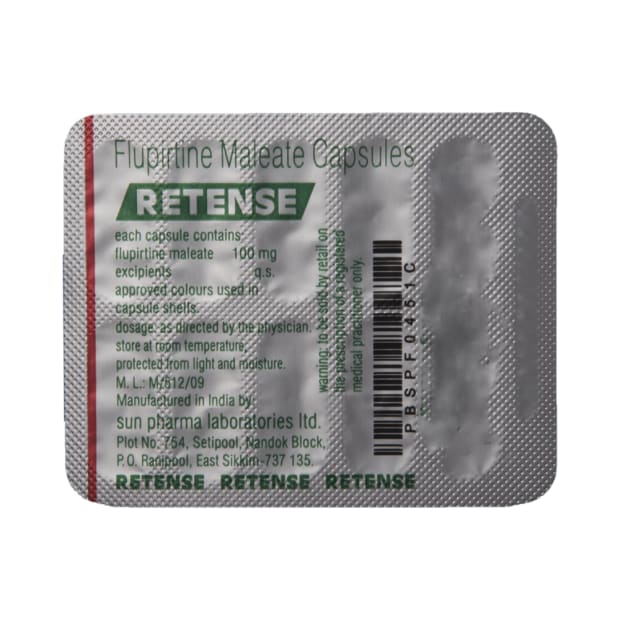 Flupirtine Maleate Capsules
RETENSE
each capsule contains:
flupirtine maleate 100 mg
excipients q.s.
approved colours used in
capsule shells.
dosage: as directed by the physician.
store at room temperature,
protected from light and moisture.
M. L.: M/512/09
Manufactured in India by:
sun pharma laboratories ltd.
Plot No. 754, Setipool, Nandok Block,
P.O. Ranipool, East Sikkim-737 135.
RETENSE RETENSE RETENSE
warning: to be sold by retail on
the prescription of a registered
medical practitioner only.
PBSPF0451C